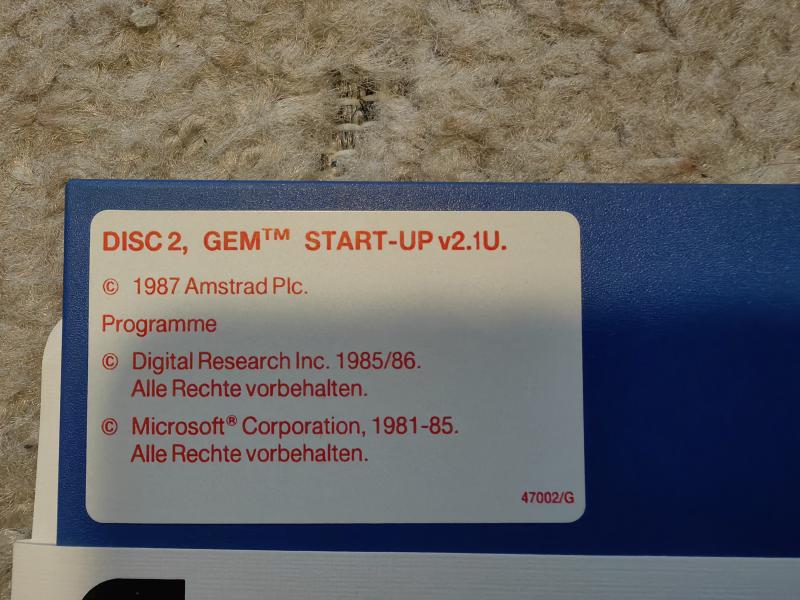 DISC 2, GEM™ START-UP v2.1U.
© 1987 Amstrad Plc.
Programme
© Digital Research Inc. 1985/86.
Alle Rechte vorbehalten.
© Microsoft® Corporation, 1981-85.
Alle Rechte vorbehalten.
47002/G